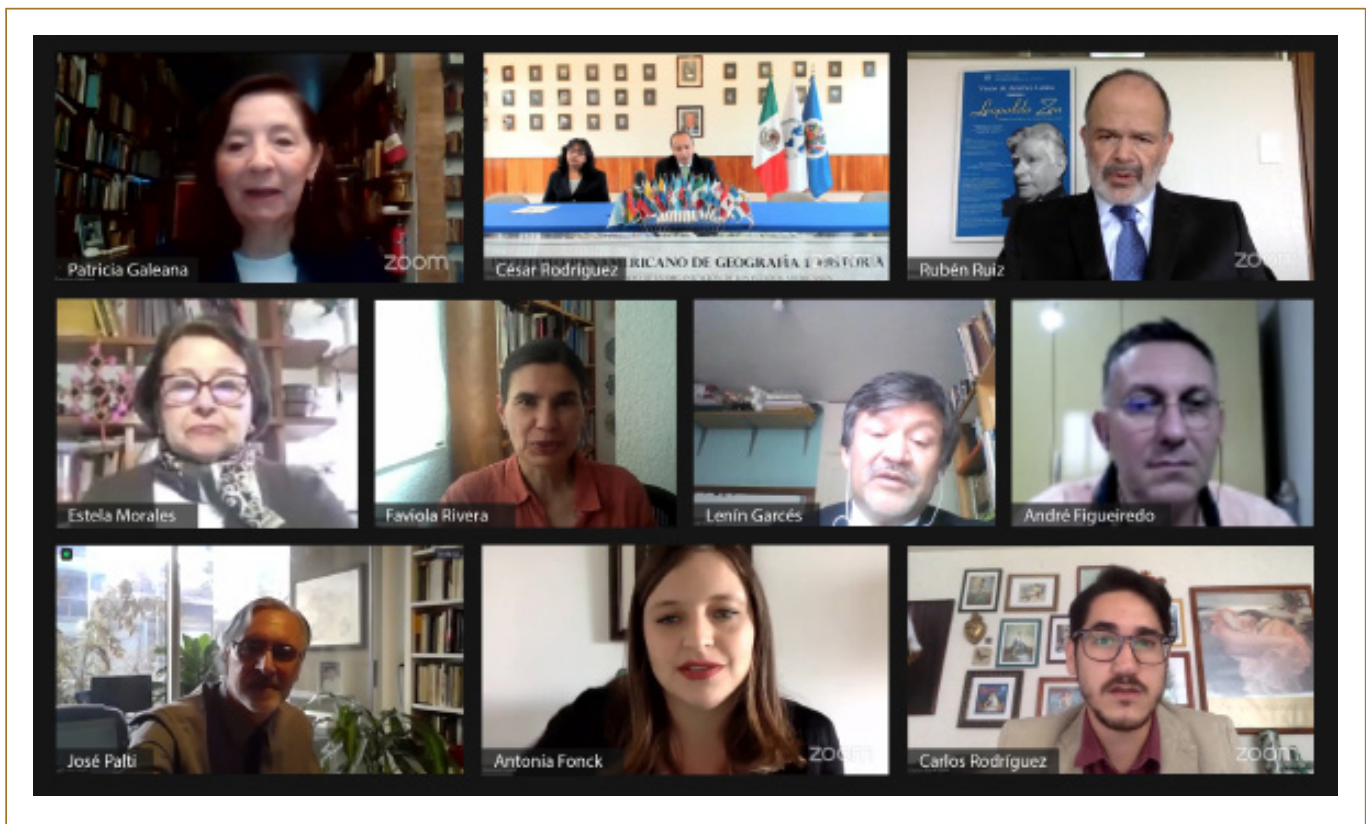 Patricia Galeana
zoom
César Rodríguez
RICANO DE GEOGRAFÍA E HISTORIA
Leopoldo Zea
Rubén Ruiz
zoom
Estela Morales
Faviola Rivera
Lenín Garcés
André Figueiredo
José Palti
Antonia Fonck
zoom
Carlos Rodríguez
zoom